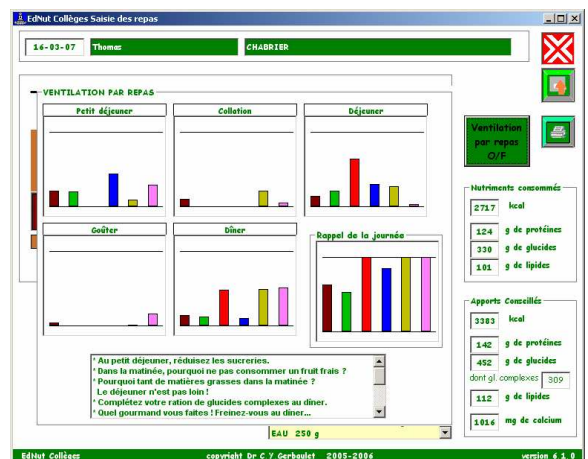 EdNut Collèges Saisie des repas
16-03-07 Thomas CHABRIER
VENTILATION PAR REPAS
Petit déjeuner
Collation
Déjeuner
Goûter
Dîner
Rappel de la journée
* Au petit déjeuner, réduisez les sucreries.
* Dans la matinée, pourquoi ne pas consommer un fruit frais ?
* Pourquoi tant de matières grasses dans la matinée ?
Le déjeuner n'est pas loin !
* Complétez votre ration de glucides complexes au dîner.
* Quel gourmand vous faites ! Freinez-vous au dîner...
EAU 250 g
Ventilation
par repas
O/F
Nutriments consommés
2717 kcal
124 g de protéines
330 g de glucides
101 g de lipides
Apports Conseillés
3383 kcal
142 g de protéines
452 g de glucides
dont gl. complexes 309
112 g de lipides
1016 mg de calcium
EdNut Collèges copyright Dr C.Y Gerboulet 2005-2006 version 6 1 0